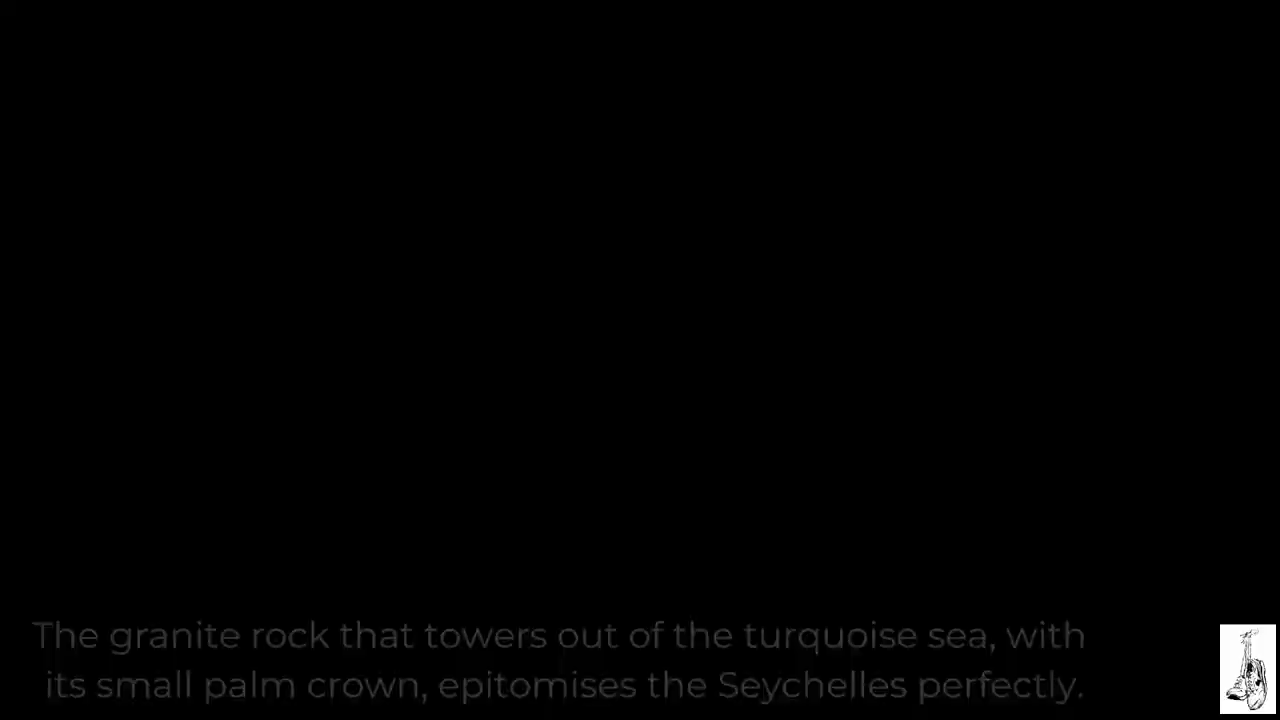 The granite rock that towers out of the turquoise sea, with
its small palm crown, epitomises the Seychelles perfectly.